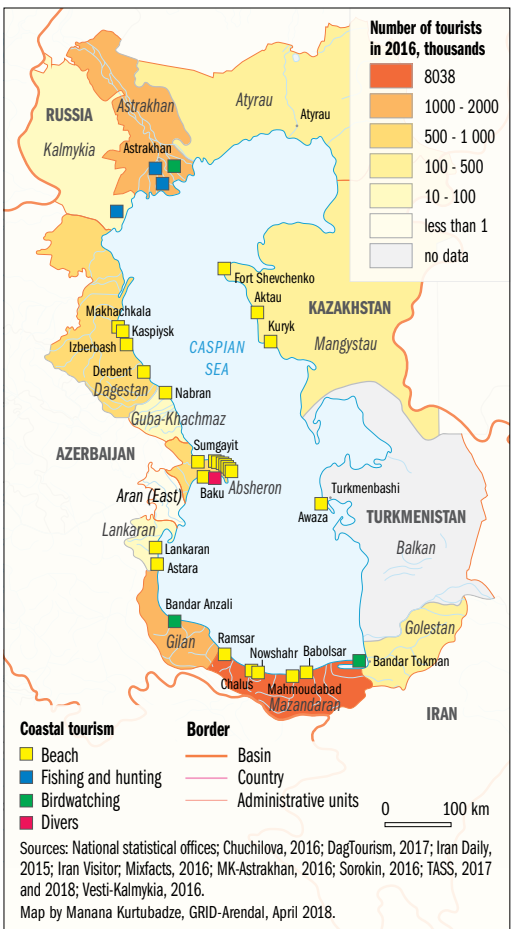 Number of tourists
in 2016, thousands
8038
1000 - 2000
500 - 1 000
100 - 500
10 - 100
less than 1
no data
RUSSIA
Kalmykia
Astrakhan
Astrakhan
Atyrau
Atyrau
Fort Shevchenko
Aktau
Kuryk
KAZAKHSTAN
Mangystau
CASPIAN
SEA
Makhachkala
Kaspiysk
Izberbash
Derbent
Dagestan
Nabran
Guba-Khachmaz
AZERBAIJAN
Sumgayit
Absheron
Baku
Aran (East)
Lankaran
Lankaran
Astara
Turkmenbashi
Awaza
TURKMENISTAN
Balkan
Bandar Anzali
Gilan
Ramsar
Nowshahr
Babolsar
Chalus
Mahmoudabad
Mazandaran
Golestan
Bandar Tokman
IRAN
Coastal tourism
Beach
Fishing and hunting
Birdwatching
Divers
Border
Basin
Country
Administrative units
0 100 km
Sources: National statistical offices; Chuchilova, 2016; DagTourism, 2017; Iran Daily,
2015; Iran Visitor; Mixfacts, 2016; MK-Astrakhan, 2016; Sorokin, 2016; TASS, 2017
and 2018; Vesti-Kalmykia, 2016.
Map by Manana Kurtubadze, GRID-Arendal, April 2018.